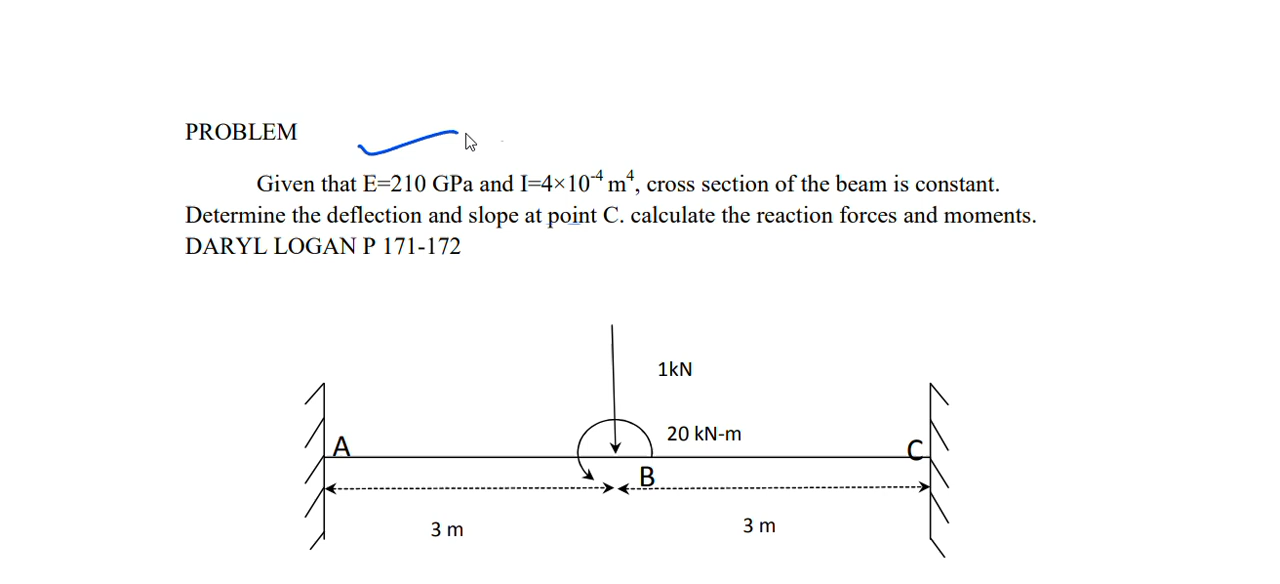 PROBLEM
Given that E=210 GPa and I=4×10⁻⁴ m⁴, cross section of the beam is constant.
Determine the deflection and slope at point C. calculate the reaction forces and moments.
DARYL LOGAN P 171-172
1kN
20 kN-m
A
C
B
3 m
3 m